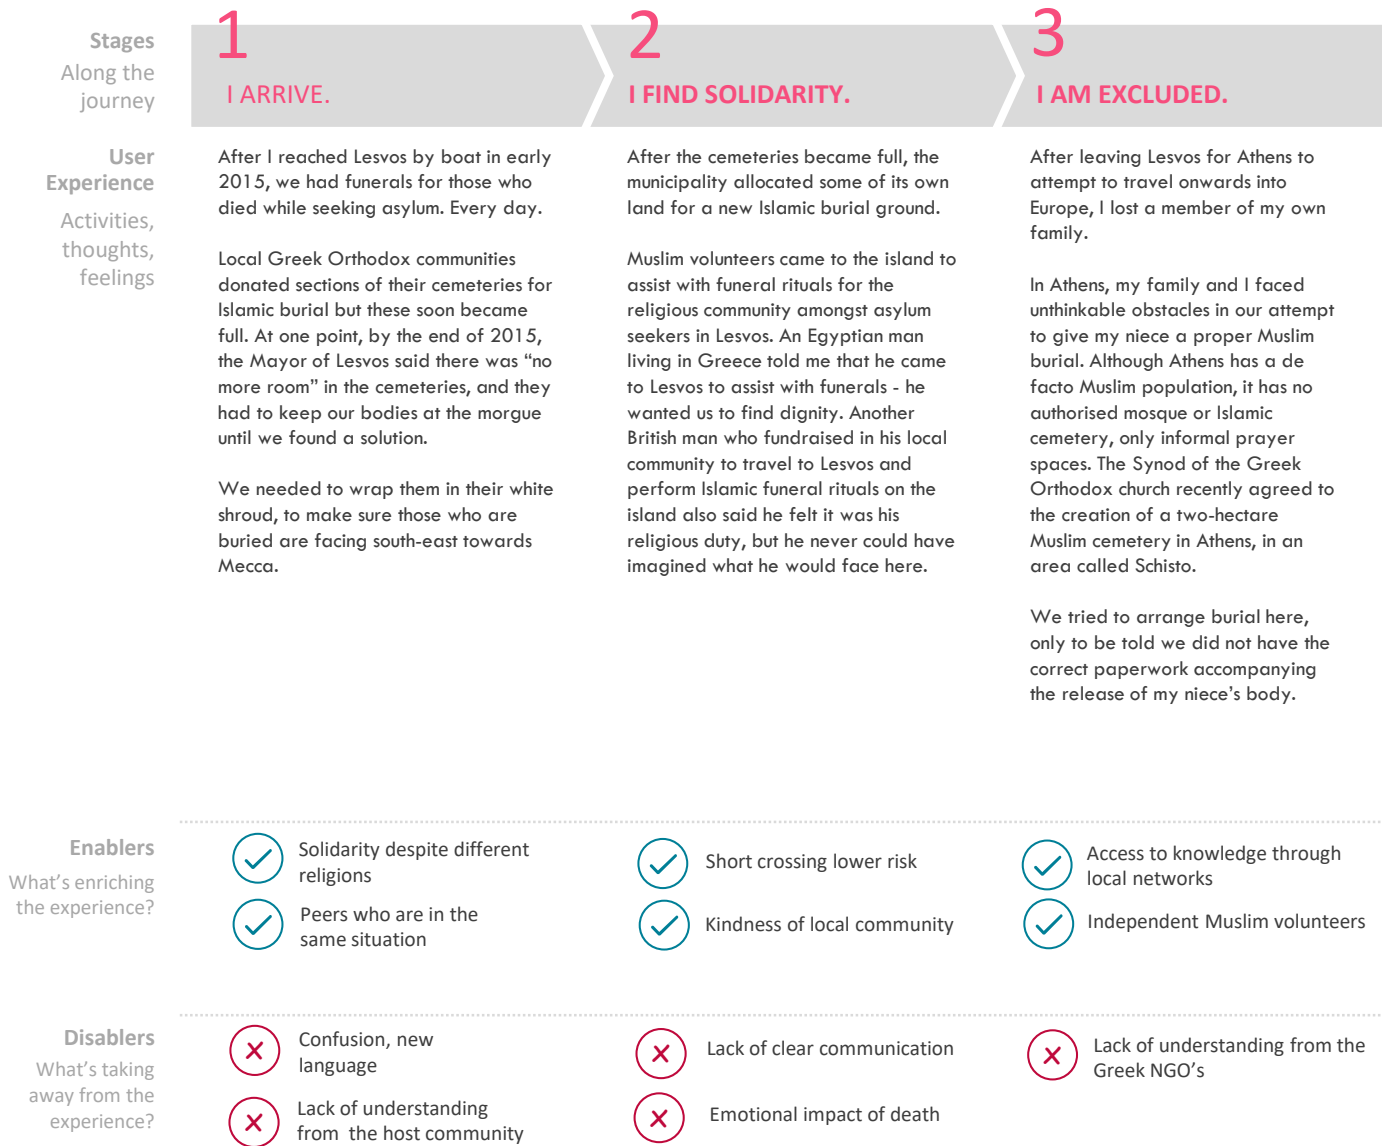 Stages
Along the
journey
1
I ARRIVE.
2
I FIND SOLIDARITY.
3
I AM EXCLUDED.
User
Experience
Activities,
thoughts,
feelings
After I reached Lesvos by boat in early
2015, we had funerals for those who
died while seeking asylum. Every day.
Local Greek Orthodox communities
donated sections of their cemeteries for
Islamic burial but these soon became
full. At one point, by the end of 2015,
the Mayor of Lesvos said there was “no
more room” in the cemeteries, and they
had to keep our bodies at the morgue
until we found a solution.
We needed to wrap them in their white
shroud, to make sure those who are
buried are facing south-east towards
Mecca.
After the cemeteries became full, the
municipality allocated some of its own
land for a new Islamic burial ground.
Muslim volunteers came to the island to
assist with funeral rituals for the
religious community amongst asylum
seekers in Lesvos. An Egyptian man
living in Greece told me that he came
to Lesvos to assist with funerals - he
wanted us to find dignity. Another
British man who fundraised in his local
community to travel to Lesvos and
perform Islamic funeral rituals on the
island also said he felt it was his
religious duty, but he never could have
imagined what he would face here.
After leaving Lesvos for Athens to
attempt to travel onwards into
Europe, I lost a member of my own
family.
In Athens, my family and I faced
unthinkable obstacles in our attempt
to give my niece a proper Muslim
burial. Although Athens has a de
facto Muslim population, it has no
authorised mosque or Islamic
cemetery, only informal prayer
spaces. The Synod of the Greek
Orthodox church recently agreed to
the creation of a two-hectare
Muslim cemetery in Athens, in an
area called Schisto.
We tried to arrange burial here,
only to be told we did not have the
correct paperwork accompanying
the release of my niece’s body.
Enablers
What’s enriching
the experience?
Solidarity despite different
religions
Peers who are in the
same situation
Short crossing lower risk
Kindness of local community
Access to knowledge through
local networks
Independent Muslim volunteers
Disablers
What’s taking
away from the
experience?
Confusion, new
language
Lack of understanding
from  the host community
Lack of clear communication
Emotional impact of death
Lack of understanding from the
Greek NGO’s